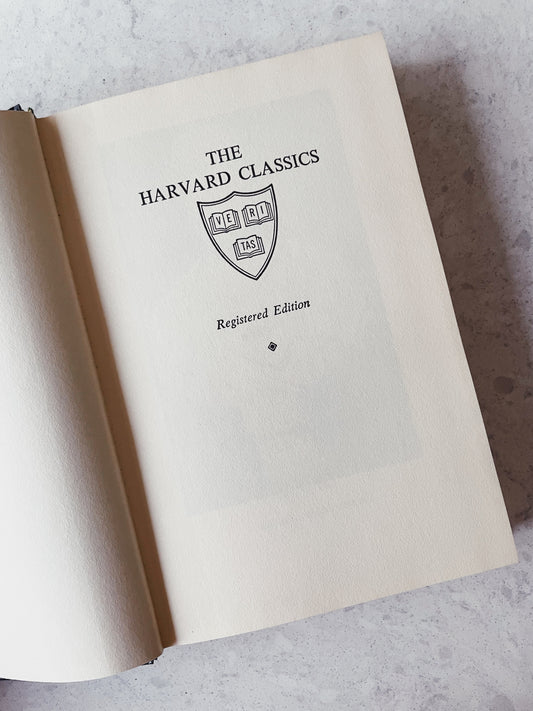 THE
HARVARD CLASSICS
VE RI
TAS
Registered Edition